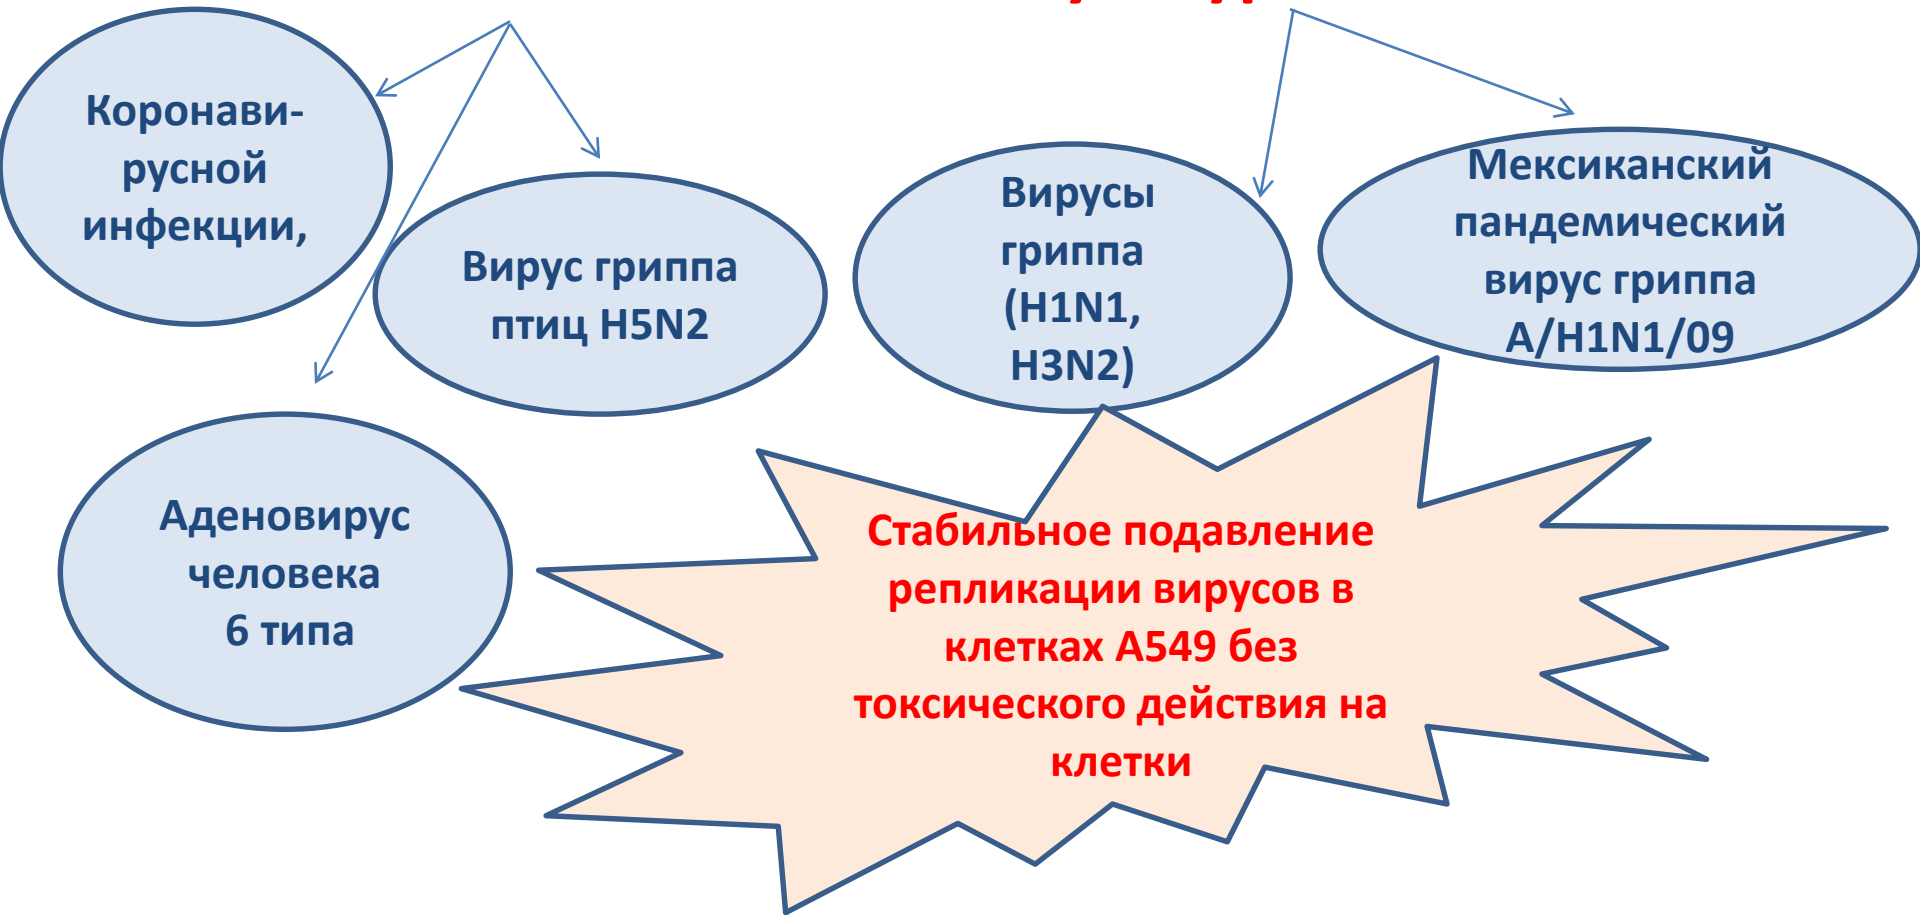 Коронави-
русной
инфекции,
Вирус гриппа
птиц H5N2
Вирусы
гриппа
(H1N1,
H3N2)
Мексиканский
пандемический
вирус гриппа
A/H1N1/09
Аденовирус
человека
6 типа
Стабильное подавление
репликации вирусов в
клетках А549 без
токсического действия на
клетки